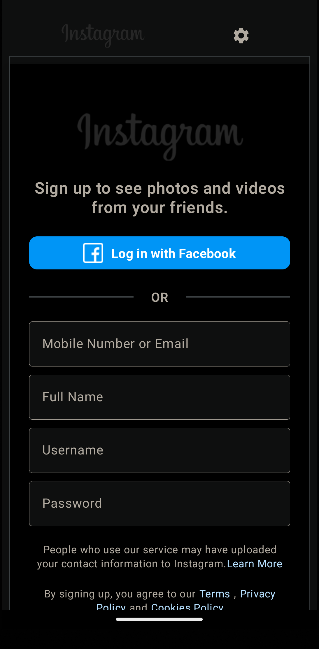 Instagram
Instagram
Sign up to see photos and videos
from your friends.
Log in with Facebook
OR
Mobile Number or Email
Full Name
Username
Password
People who use our service may have uploaded
your contact information to Instagram.Learn More
By signing up, you agree to our Terms , Privacy
Policy and Cookies Policy